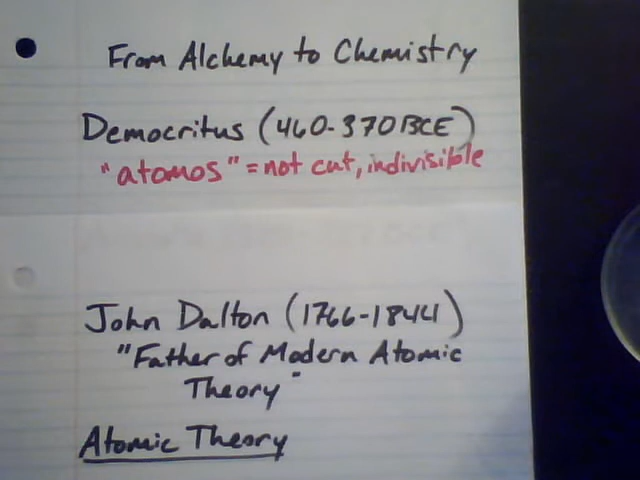 From Alchemy to Chemistry
Democritus (460-370 BCE)
"atomos" = not cut, indivisible
John Dalton (1766-1844)
"Father of Modern Atomic
Theory"
Atomic Theory